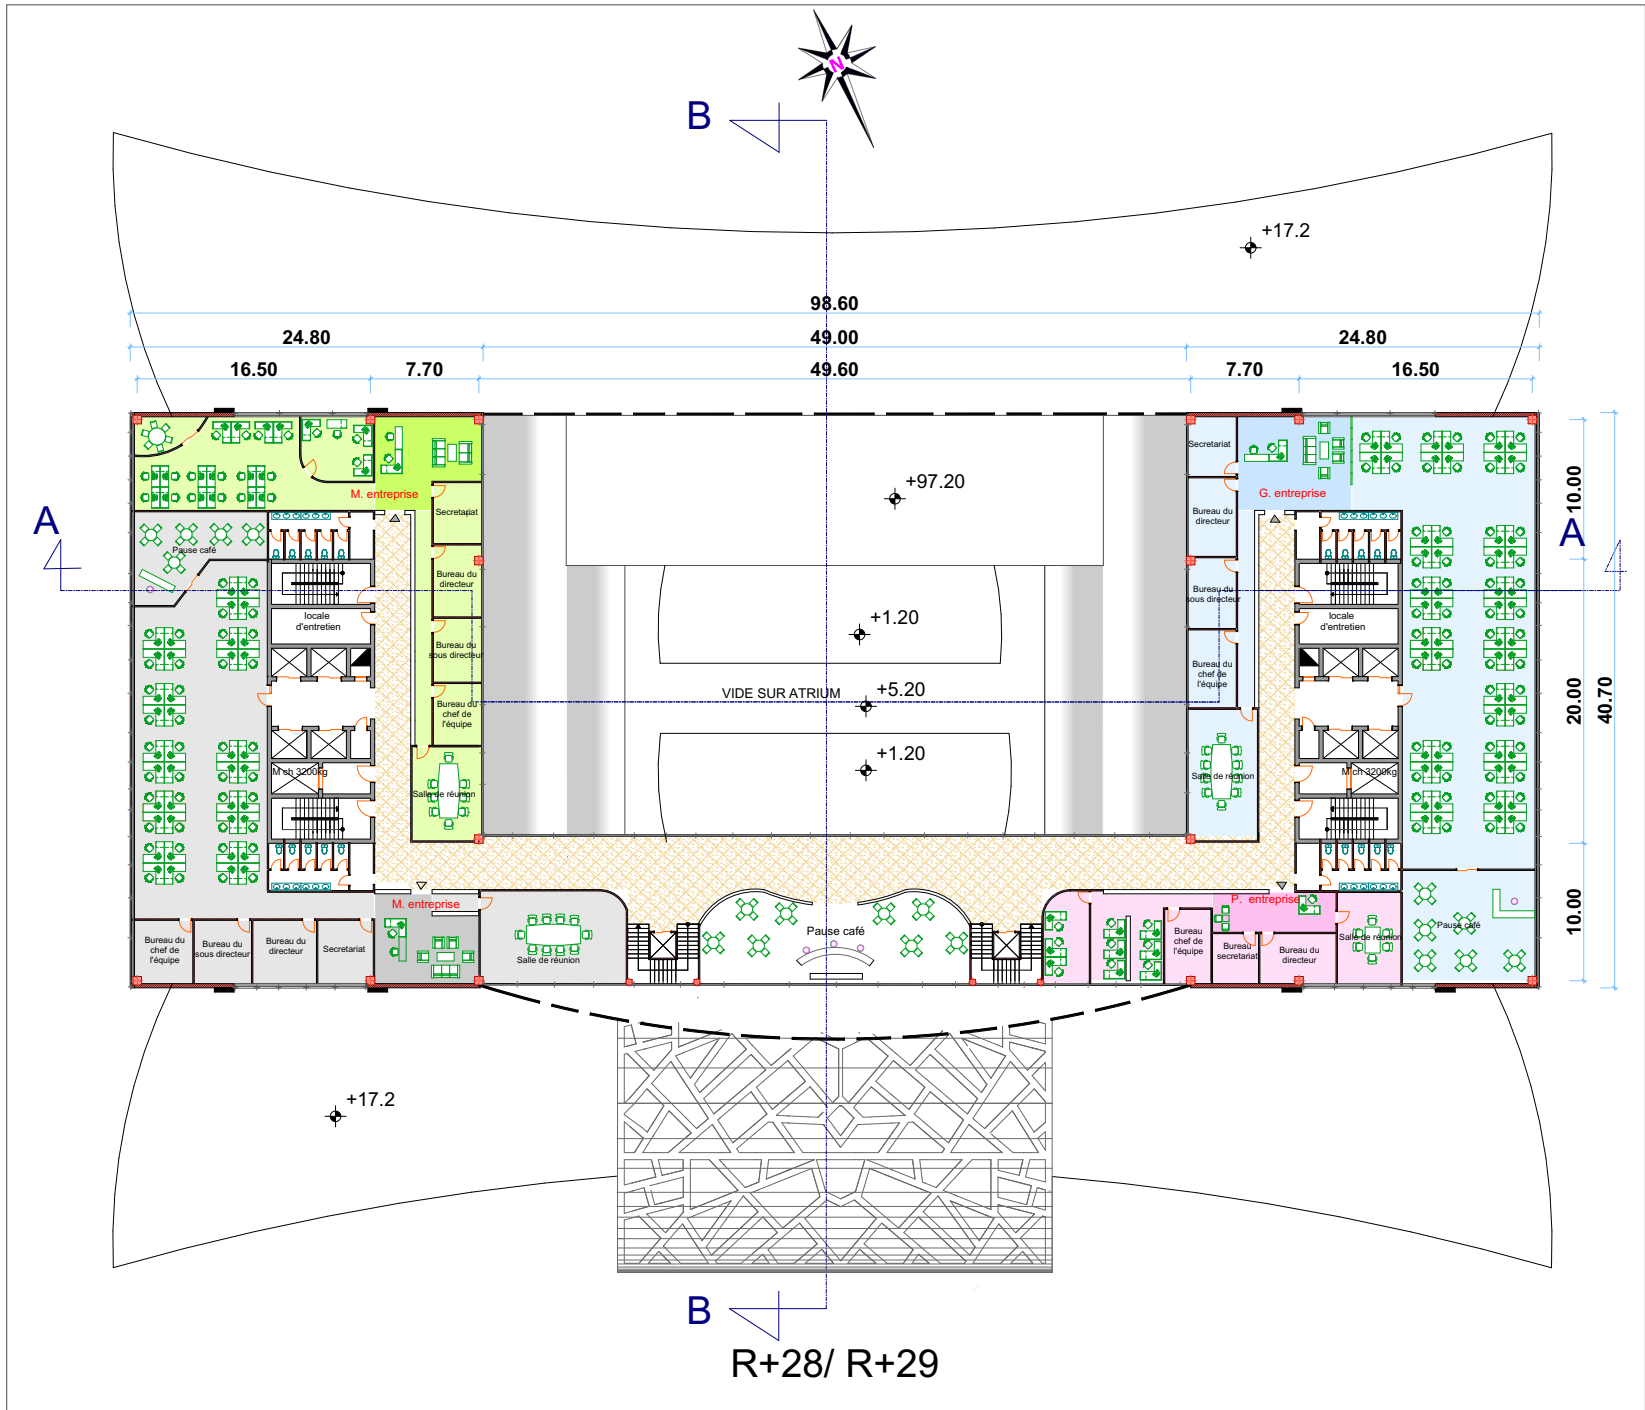 N
B
+17.2
98.60
24.80
49.00
24.80
16.50
7.70
49.60
7.70
16.50
Secretariat
M. entreprise
G. entreprise
+97.20
10.00
A
Secretariat
Bureau du
directeur
A
Pause café
Bureau du
directeur
Bureau du
sous directeur
locale
d'entretien
+1.20
locale
d'entretien
Bureau du
sous directeur
Bureau du
chef de
l'équipe
VIDE SUR ATRIUM
+5.20
20.00
40.70
Bureau du
chef de
l'équipe
+1.20
M ch 3200kg
Salle de réunion
Salle de réunion
M ch 3200kg
M. entreprise
P. entreprise
10.00
Bureau du
chef de
l'équipe
Bureau du
sous directeur
Bureau du
directeur
Secretariat
Salle de réunion
Pause café
Bureau
chef de
l'équipe
Bureau
secretariat
Bureau du
directeur
Salle de réunion
Pause café
+17.2
B
R+28/ R+29